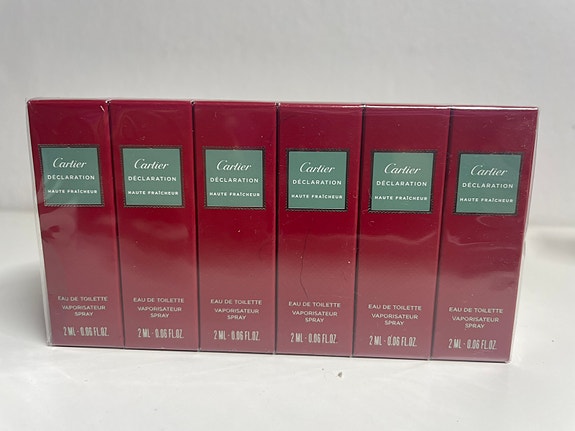 Cartier
DÉCLARATION
HAUTE FRAÎCHEUR
EAU DE TOILETTE
VAPORISATEUR
SPRAY
2 ML - 0.06 FL.OZ.
Cartier
DÉCLARATION
HAUTE FRAÎCHEUR
EAU DE TOILETTE
VAPORISATEUR
SPRAY
2 ML - 0.06 FL.OZ.
Cartier
DÉCLARATION
HAUTE FRAÎCHEUR
EAU DE TOILETTE
VAPORISATEUR
SPRAY
2 ML - 0.06 FL.OZ.
Cartier
DÉCLARATION
HAUTE FRAÎCHEUR
EAU DE TOILETTE
VAPORISATEUR
SPRAY
2 ML - 0.06 FL.OZ.
Cartier
DÉCLARATION
HAUTE FRAÎCHEUR
EAU DE TOILETTE
VAPORISATEUR
SPRAY
2 ML - 0.06 FL.OZ.
Cartier
DÉCLARATION
HAUTE FRAÎCHEUR
EAU DE TOILETTE
VAPORISATEUR
SPRAY
2 ML - 0.06 FL.OZ.